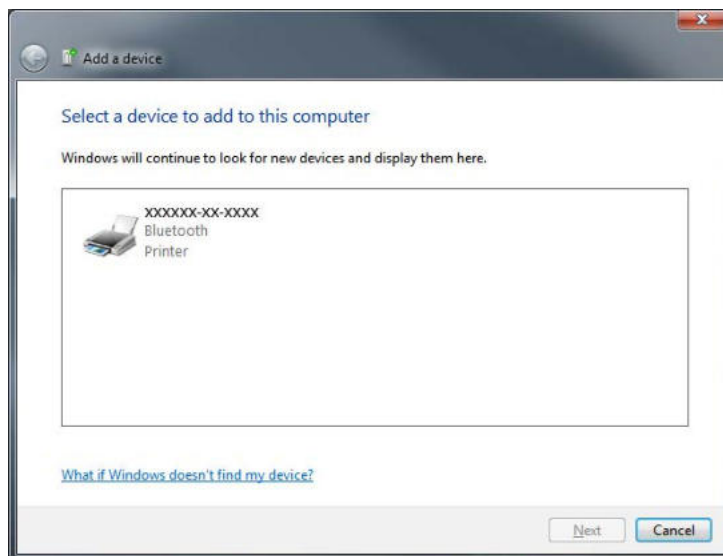 Add a device
Select a device to add to this computer
Windows will continue to look for new devices and display them here.
XXXXXX-XX-XXXX
Bluetooth
Printer
What if Windows doesn't find my device?
Next
Cancel